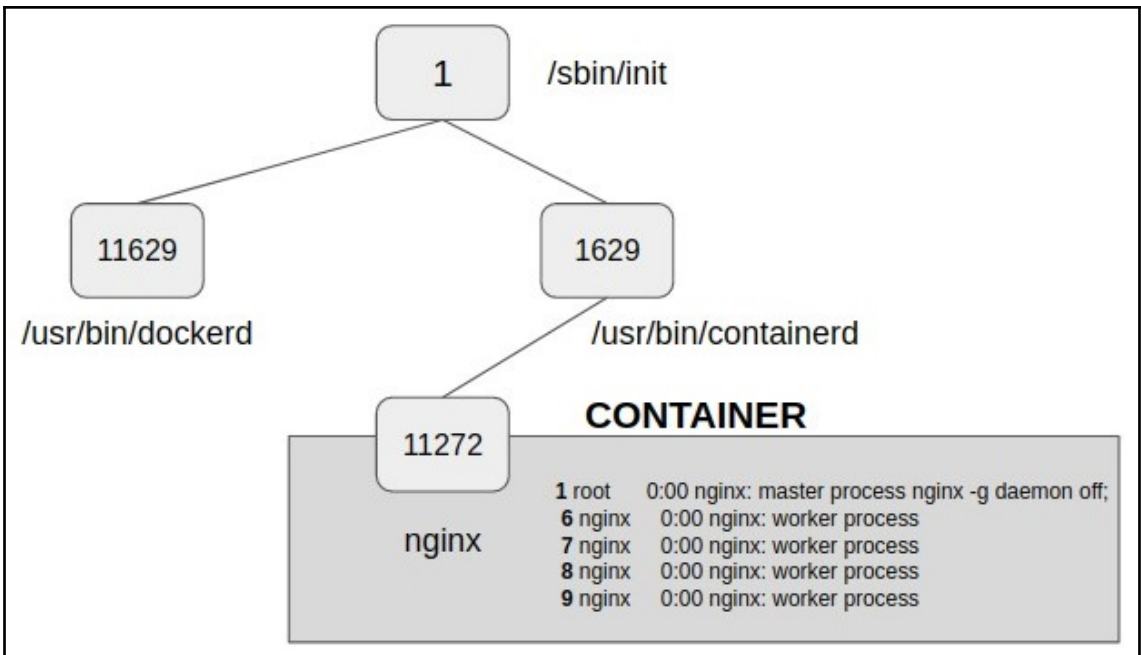 1
/sbin/init
11629
1629
/usr/bin/dockerd
/usr/bin/containerd
CONTAINER
11272
nginx
1 root 0:00 nginx: master process nginx -g daemon off;
6 nginx 0:00 nginx: worker process
7 nginx 0:00 nginx: worker process
8 nginx 0:00 nginx: worker process
9 nginx 0:00 nginx: worker process